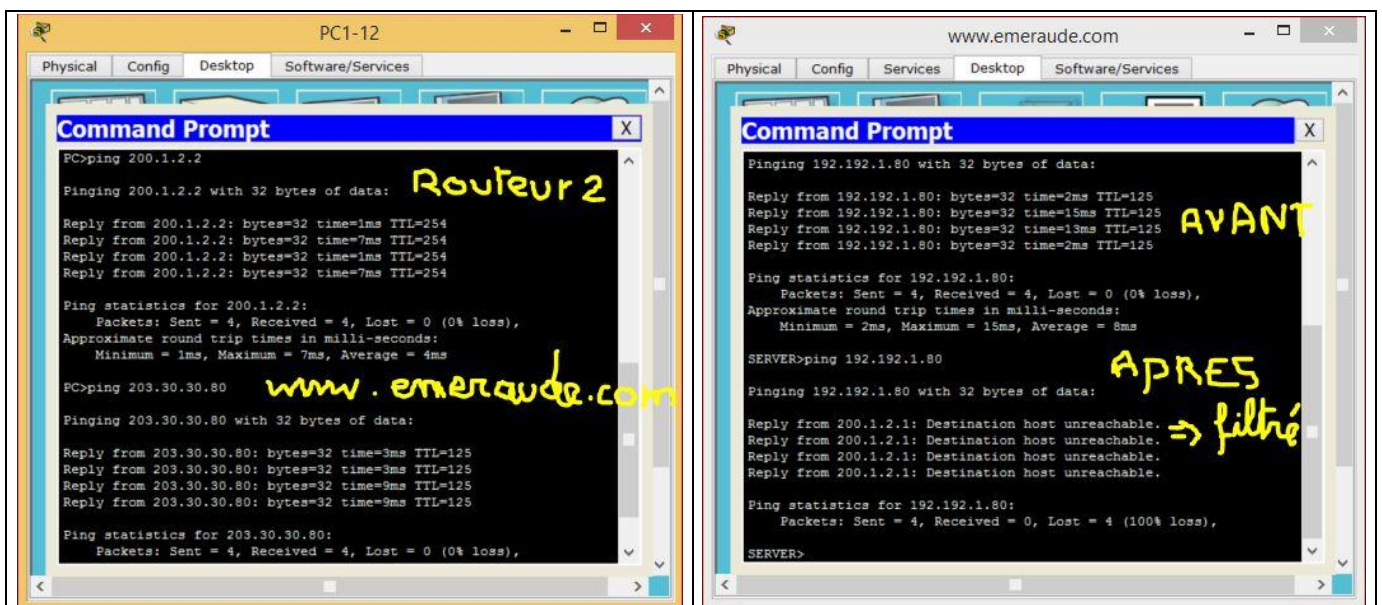 PC1-12
Physical Config Desktop Software/Services
Command Prompt X
PC>ping 200.1.2.2
Pinging 200.1.2.2 with 32 bytes of data:
Routeur 2
Reply from 200.1.2.2: bytes=32 time=1ms TTL=254
Reply from 200.1.2.2: bytes=32 time=7ms TTL=254
Reply from 200.1.2.2: bytes=32 time=1ms TTL=254
Reply from 200.1.2.2: bytes=32 time=7ms TTL=254
Ping statistics for 200.1.2.2:
Packets: Sent = 4, Received = 4, Lost = 0 (0% loss),
Approximate round trip times in milli-seconds:
Minimum = 1ms, Maximum = 7ms, Average = 4ms
PC>ping 203.30.30.80
www.emeraude.com
Pinging 203.30.30.80 with 32 bytes of data:
Reply from 203.30.30.80: bytes=32 time=3ms TTL=125
Reply from 203.30.30.80: bytes=32 time=3ms TTL=125
Reply from 203.30.30.80: bytes=32 time=9ms TTL=125
Reply from 203.30.30.80: bytes=32 time=9ms TTL=125
Ping statistics for 203.30.30.80:
Packets: Sent = 4, Received = 4, Lost = 0 (0% loss),
www.emeraude.com
Physical Config Services Desktop Software/Services
Command Prompt X
Pinging 192.192.1.80 with 32 bytes of data:
Reply from 192.192.1.80: bytes=32 time=2ms TTL=125
Reply from 192.192.1.80: bytes=32 time=15ms TTL=125
Reply from 192.192.1.80: bytes=32 time=13ms TTL=125
Reply from 192.192.1.80: bytes=32 time=2ms TTL=125
AVANT
Ping statistics for 192.192.1.80:
Packets: Sent = 4, Received = 4, Lost = 0 (0% loss),
Approximate round trip times in milli-seconds:
Minimum = 2ms, Maximum = 15ms, Average = 8ms
SERVER>ping 192.192.1.80
APRES
Pinging 192.192.1.80 with 32 bytes of data:
Reply from 200.1.2.1: Destination host unreachable.
Reply from 200.1.2.1: Destination host unreachable.
Reply from 200.1.2.1: Destination host unreachable.
Reply from 200.1.2.1: Destination host unreachable.
=> filtré
Ping statistics for 192.192.1.80:
Packets: Sent = 4, Received = 0, Lost = 4 (100% loss),
SERVER>